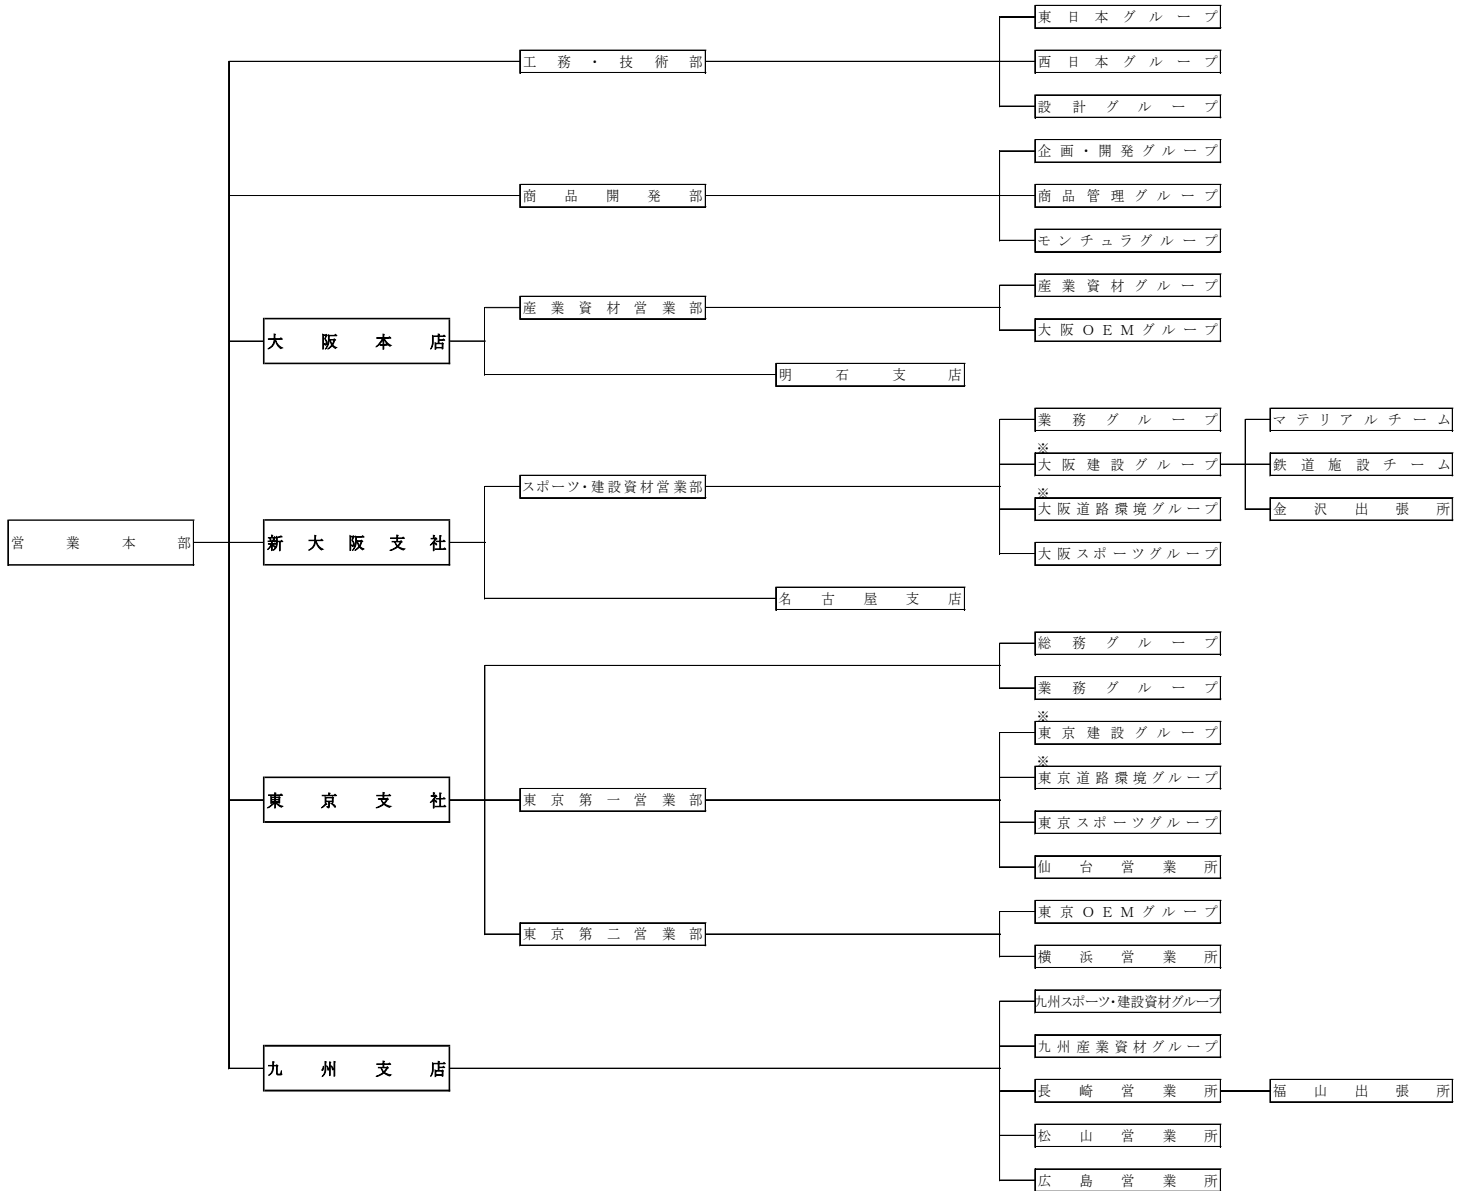 東日本グループ
工務・技術部
西日本グループ
設計グループ
企画・開発グループ
商品開発部
商品管理グループ
モンチュラグループ
産業資材グループ
産業資材営業部
大阪本店
大阪OEMグループ
明石支店
業務グループ
マテリアルチーム
※
大阪建設グループ
鉄道施設チーム
スポーツ・建設資材営業部
※
大阪道路環境グループ
金沢出張所
営業本部
新大阪支社
大阪スポーツグループ
名古屋支店
総務グループ
業務グループ
※
東京建設グループ
※
東京道路環境グループ
東京支社
東京第一営業部
東京スポーツグループ
仙台営業所
東京OEMグループ
東京第二営業部
横浜営業所
九州スポーツ・建設資材グループ
九州産業資材グループ
九州支店
長崎営業所
福山出張所
松山営業所
広島営業所